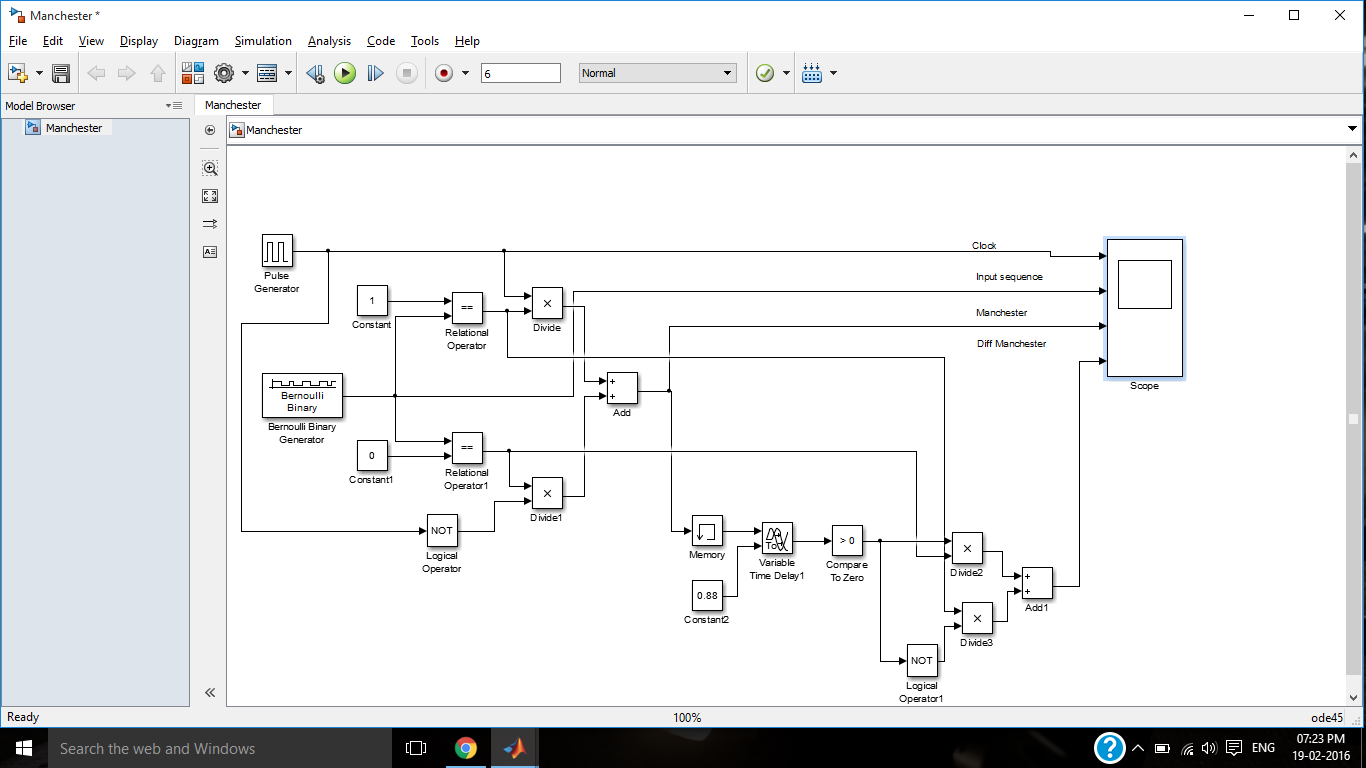 Manchester *
File Edit View Display Diagram Simulation Analysis Code Tools Help
6
Normal
Model Browser
Manchester
Manchester
Manchester
Pulse
Generator
Clock
Input sequence
Manchester
Diff Manchester
Scope
1
Constant
==
Relational
Operator
×
Divide
Bernoulli
Binary
Bernoulli Binary
Generator
+
+
Add
0
Constant1
==
Relational
Operator1
×
Divide1
NOT
Logical
Operator
Memory
To
Variable
Time Delay1
> 0
Compare
To Zero
0.88
Constant2
×
Divide2
+
+
Add1
×
Divide3
NOT
Logical
Operator1
Ready
100%
ode45
Search the web and Windows
ENG
07:23 PM
19-02-2016